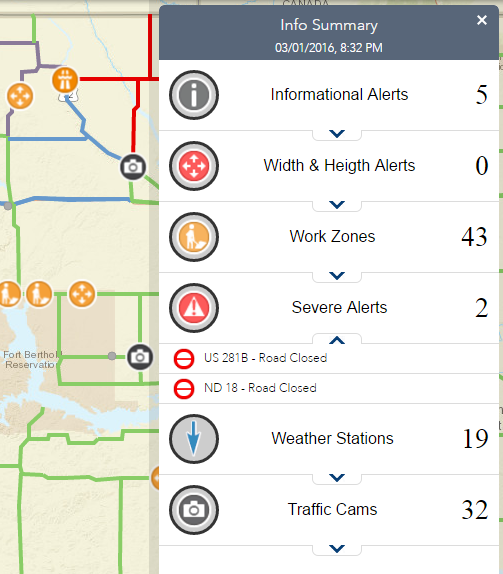 CANADA
Info Summary
×
03/01/2016, 8:32 PM
Informational Alerts 5
Width & Heigth Alerts 0
Work Zones 43
Severe Alerts 2
US 281B - Road Closed
ND 18 - Road Closed
Weather Stations 19
Traffic Cams 32
Fort Berthold
Reservation